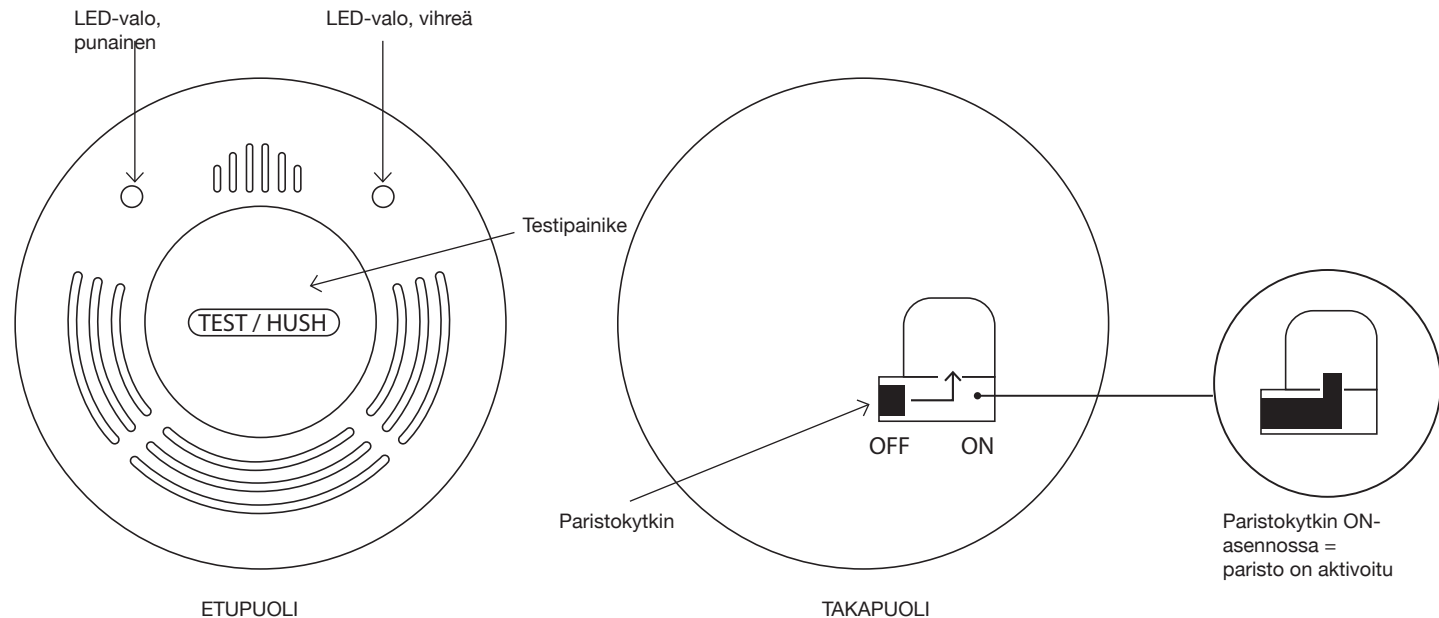 LED-valo,
punainen
LED-valo, vihreä
Testipainike
TEST / HUSH
OFF ON
Paristokytkin
Paristokytkin ON-
asennossa =
paristo on aktivoitu
ETUPUOLI
TAKAPUOLI